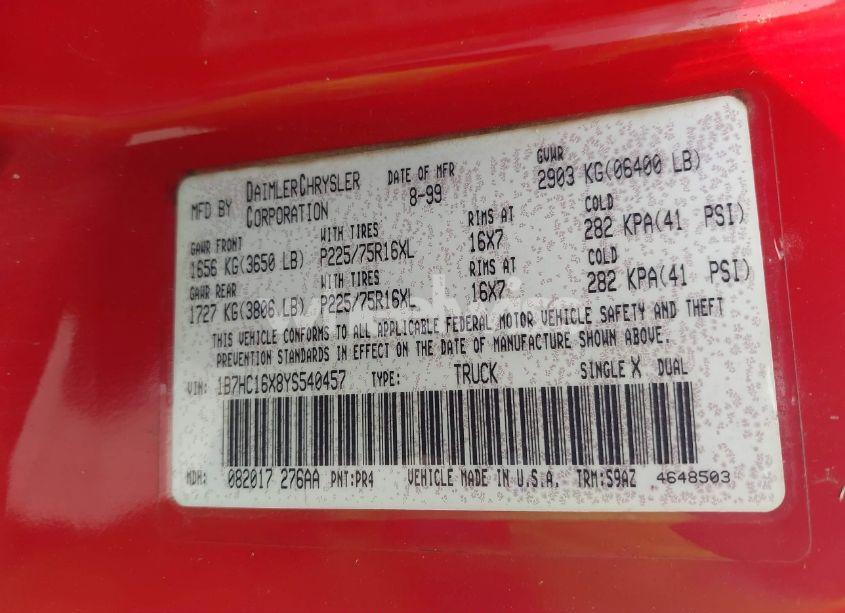 MFD BY DAIMLERCHRYSLER CORPORATION DATE OF MFR 8-99 GVWR 2903 KG(06400 LB)
GAWR FRONT WITH TIRES RIMS AT COLD
1656 KG(3650 LB) P225/75R16XL 16X7 282 KPA(41 PSI)
GAWR REAR WITH TIRES RIMS AT COLD
1727 KG(3806 LB) P225/75R16XL 16X7 282 KPA(41 PSI)
THIS VEHICLE CONFORMS TO ALL APPLICABLE FEDERAL MOTOR VEHICLE SAFETY AND THEFT
PREVENTION STANDARDS IN EFFECT ON THE DATE OF MANUFACTURE SHOWN ABOVE.
VIN: 1B7HC16X8YS540457 TYPE: TRUCK SINGLE X DUAL
MDH: 082017 276AA PNT:PR4 VEHICLE MADE IN U.S.A. TRM:S9AZ 4648503